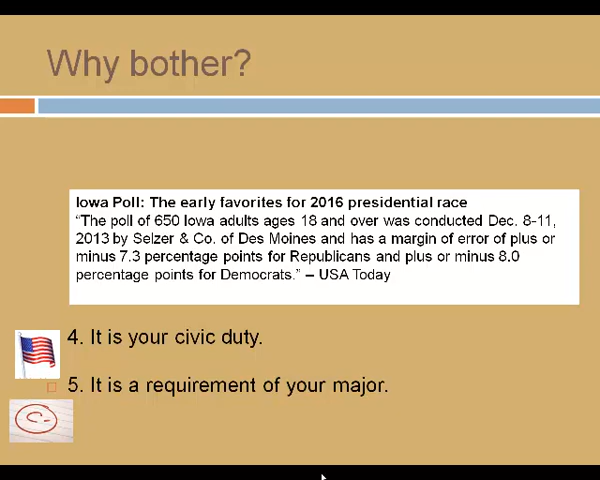 Why bother?
Iowa Poll: The early favorites for 2016 presidential race
“The poll of 650 Iowa adults ages 18 and over was conducted Dec. 8-11,
2013 by Selzer & Co. of Des Moines and has a margin of error of plus or
minus 7.3 percentage points for Republicans and plus or minus 8.0
percentage points for Democrats.” – USA Today
4. It is your civic duty.
5. It is a requirement of your major.
C-